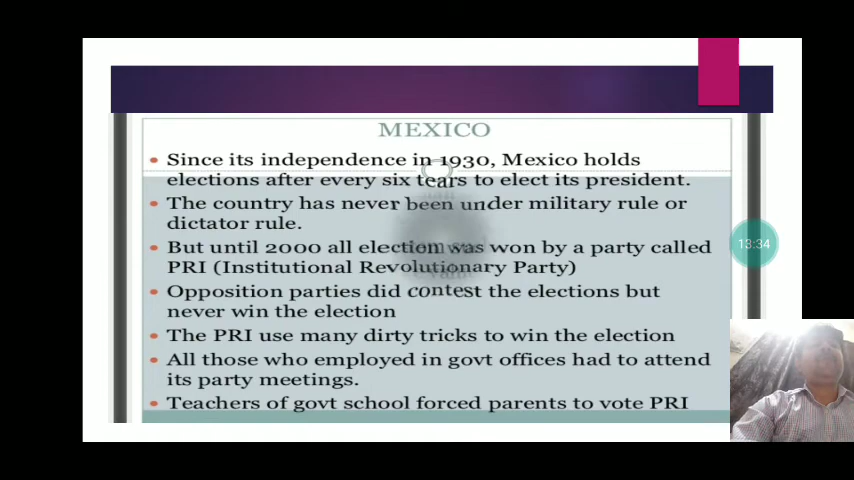 MEXICO
• Since its independence in 1930, Mexico holds
elections after every six tears to elect its president.
• The country has never been under military rule or
dictator rule.
• But until 2000 all election was won by a party called
PRI (Institutional Revolutionary Party)
• Opposition parties did contest the elections but
never win the election
• The PRI use many dirty tricks to win the election
• All those who employed in govt offices had to attend
its party meetings.
• Teachers of govt school forced parents to vote PRI
13:34